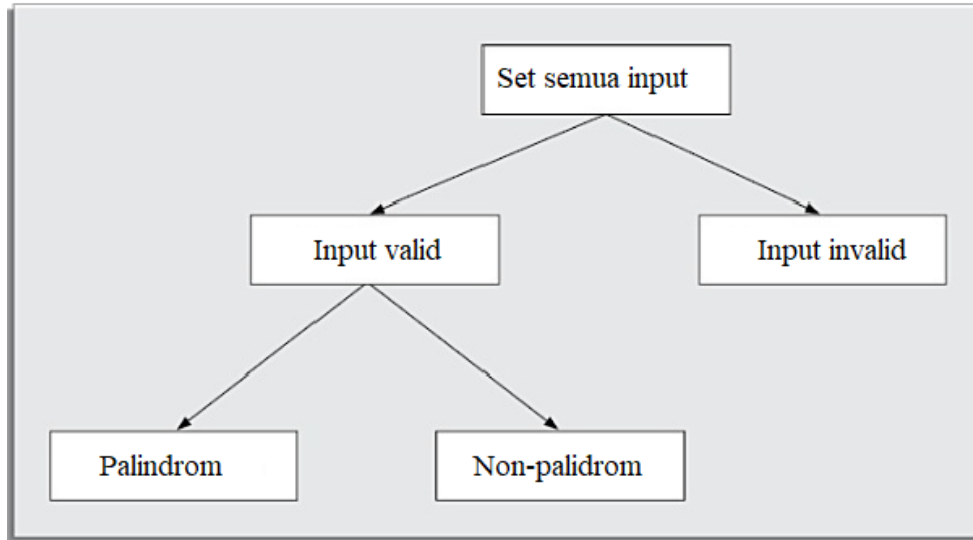 Set semua input
Input valid
Input invalid
Palindrom
Non-palidrom